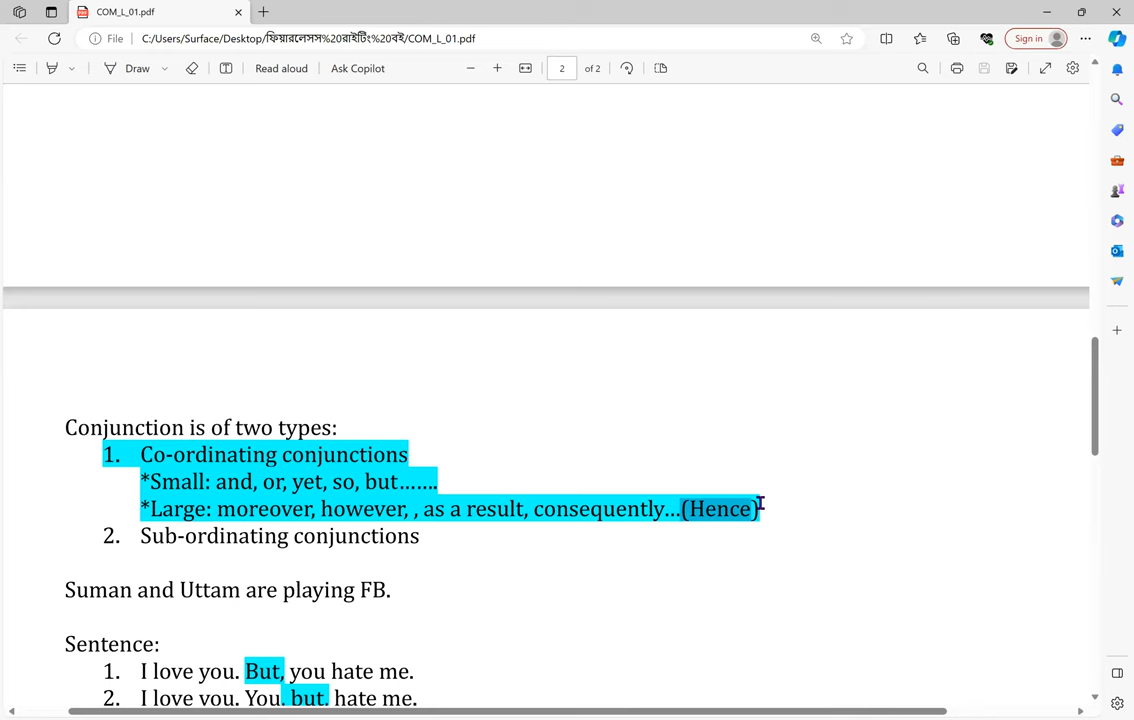 COM_L_01.pdf
File
C:/Users/Surface/Desktop/ফিয়ারলেসস%20রাইটিং%20বই/COM_L_01.pdf
Sign in
Draw
Read aloud
Ask Copilot
2
of 2
Conjunction is of two types:
1. Co-ordinating conjunctions
*Small: and, or, yet, so, but…….
*Large: moreover, however, , as a result, consequently…(Hence)
2. Sub-ordinating conjunctions
Suman and Uttam are playing FB.
Sentence:
1. I love you. But, you hate me.
2. I love you. You, but, hate me.